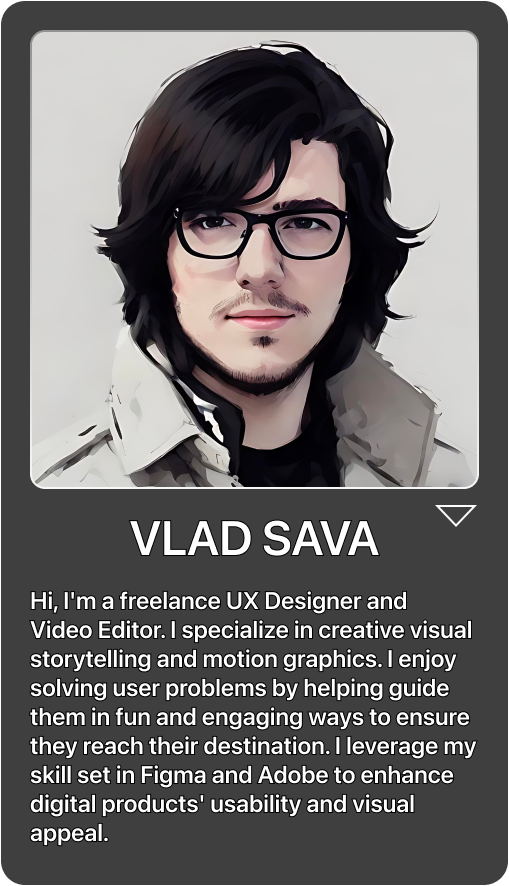 VLAD SAVA
Hi, I'm a freelance UX Designer and
Video Editor. I specialize in creative visual
storytelling and motion graphics. I enjoy
solving user problems by helping guide
them in fun and engaging ways to ensure
they reach their destination. I leverage my
skill set in Figma and Adobe to enhance
digital products' usability and visual
appeal.